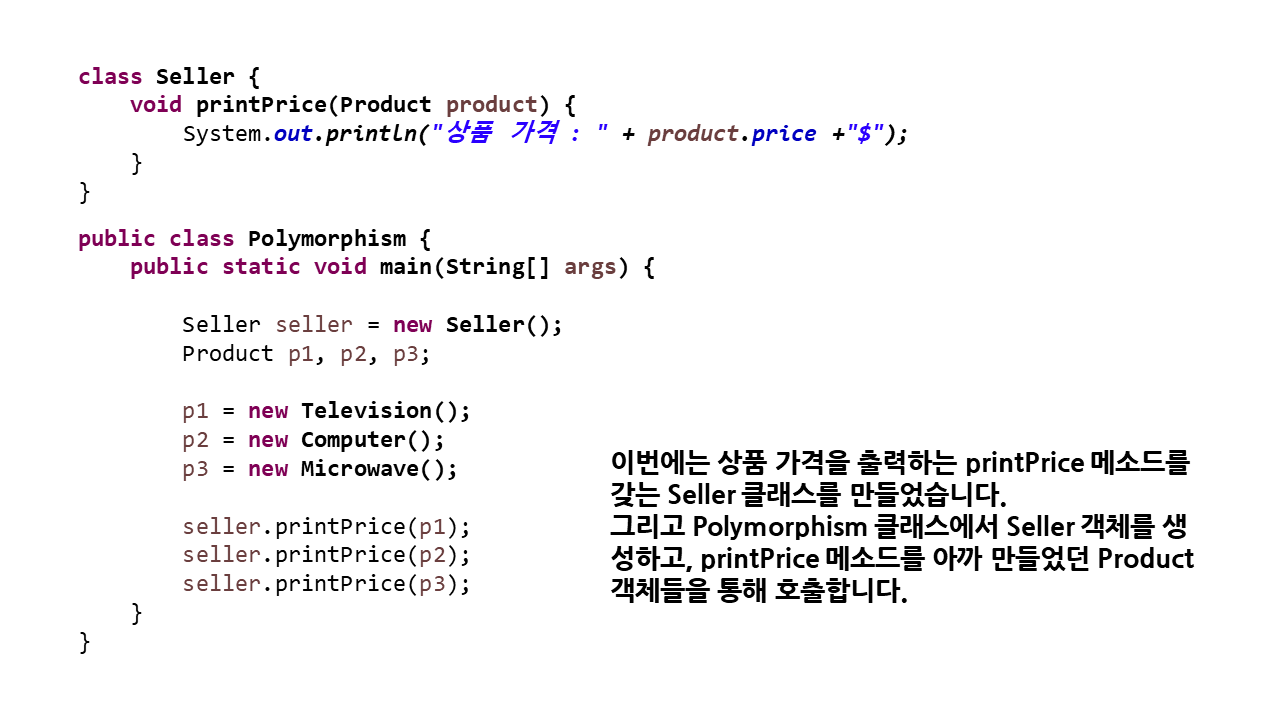 class Seller {
    void printPrice(Product product) {
        System.out.println("상품 가격 : " + product.price +"$");
    }
}
public class Polymorphism {
    public static void main(String[] args) {
        Seller seller = new Seller();
        Product p1, p2, p3;
        p1 = new Television();
        p2 = new Computer();
        p3 = new Microwave();
        seller.printPrice(p1);
        seller.printPrice(p2);
        seller.printPrice(p3);
    }
}
이번에는 상품 가격을 출력하는 printPrice 메소드를
갖는 Seller 클래스를 만들었습니다.
그리고 Polymorphism 클래스에서 Seller 객체를 생
성하고, printPrice 메소드를 아까 만들었던 Product
객체들을 통해 호출합니다.